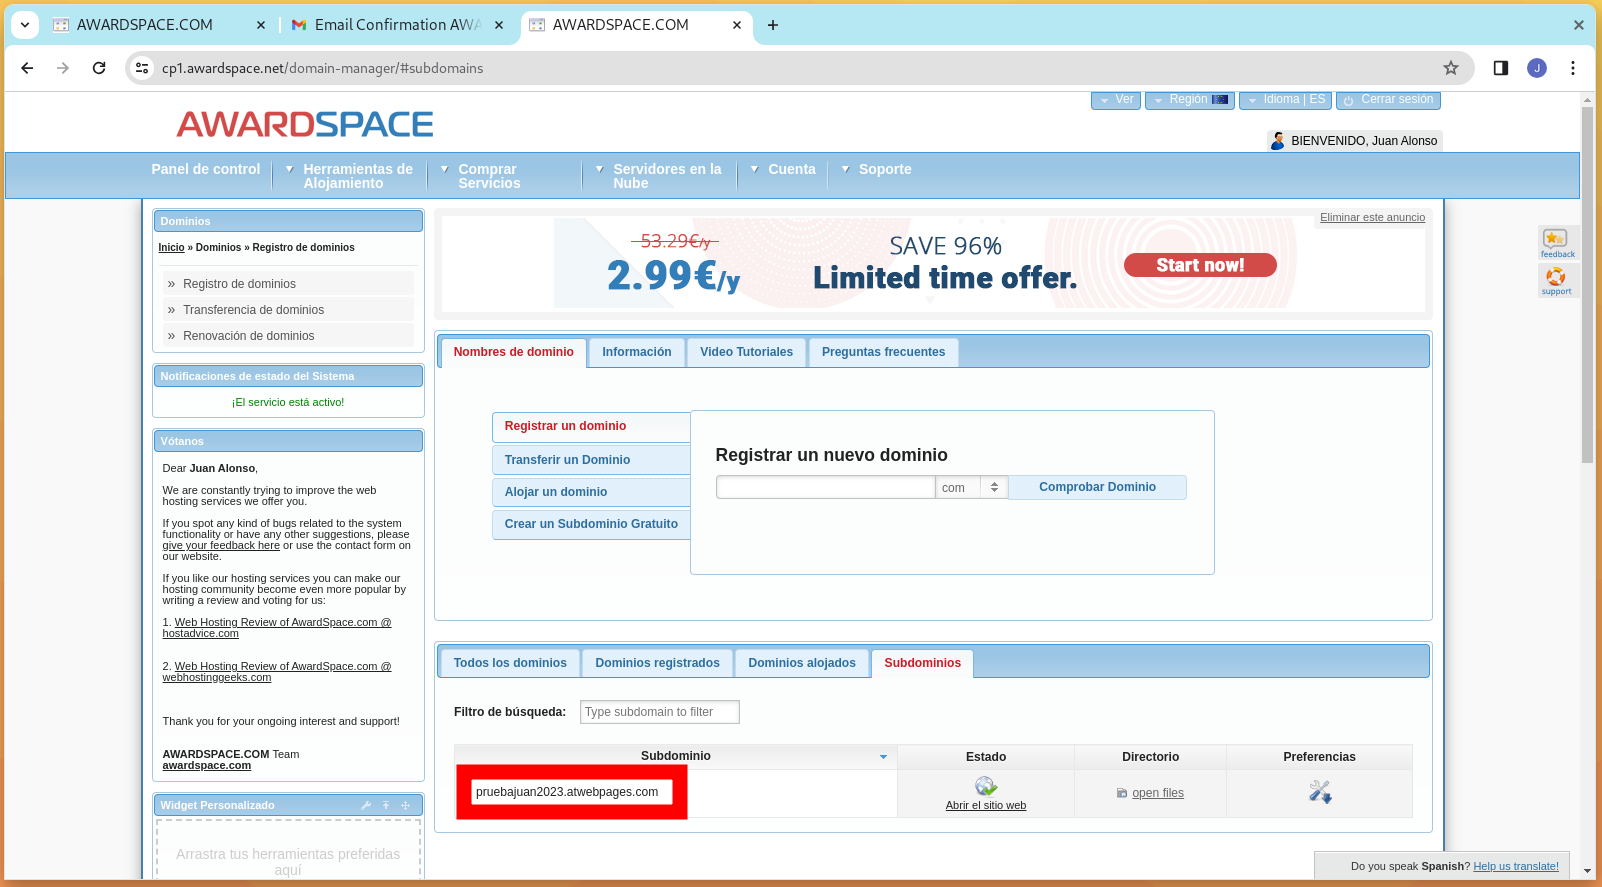 AWARDSPACE.COM
Email Confirmation AWA
AWARDSPACE.COM
cp1.awardspace.net/domain-manager/#subdomains
J
Ver
Región
Idioma | ES
Cerrar sesión
AWARDSPACE
BIENVENIDO, Juan Alonso
Panel de control
Herramientas de
Alojamiento
Comprar
Servicios
Servidores en la
Nube
Cuenta
Soporte
Dominios
Inicio » Dominios » Registro de dominios
» Registro de dominios
» Transferencia de dominios
» Renovación de dominios
Notificaciones de estado del Sistema
¡El servicio está activo!
Vótanos
Dear Juan Alonso,
We are constantly trying to improve the web
hosting services we offer you.
If you spot any kind of bugs related to the system
functionality or have any other suggestions, please
give your feedback here or use the contact form on
our website.
If you like our hosting services you can make our
hosting community become even more popular by
writing a review and voting for us:
1. Web Hosting Review of AwardSpace.com @
hostadvice.com
2. Web Hosting Review of AwardSpace.com @
webhostinggeeks.com
Thank you for your ongoing interest and support!
AWARDSPACE.COM Team
awardspace.com
Widget Personalizado
Arrastra tus herramientas preferidas
aquí
Eliminar este anuncio
53.29€/y
2.99€/y
SAVE 96%
Limited time offer.
Start now!
feedback
support
Nombres de dominio
Información
Video Tutoriales
Preguntas frecuentes
Registrar un dominio
Transferir un Dominio
Alojar un dominio
Crear un Subdominio Gratuito
Registrar un nuevo dominio
com
Comprobar Dominio
Todos los dominios
Dominios registrados
Dominios alojados
Subdominios
Filtro de búsqueda:
Type subdomain to filter
Subdominio
Estado
Directorio
Preferencias
pruebajuan2023.atwebpages.com
Abrir el sitio web
open files
Do you speak Spanish? Help us translate!